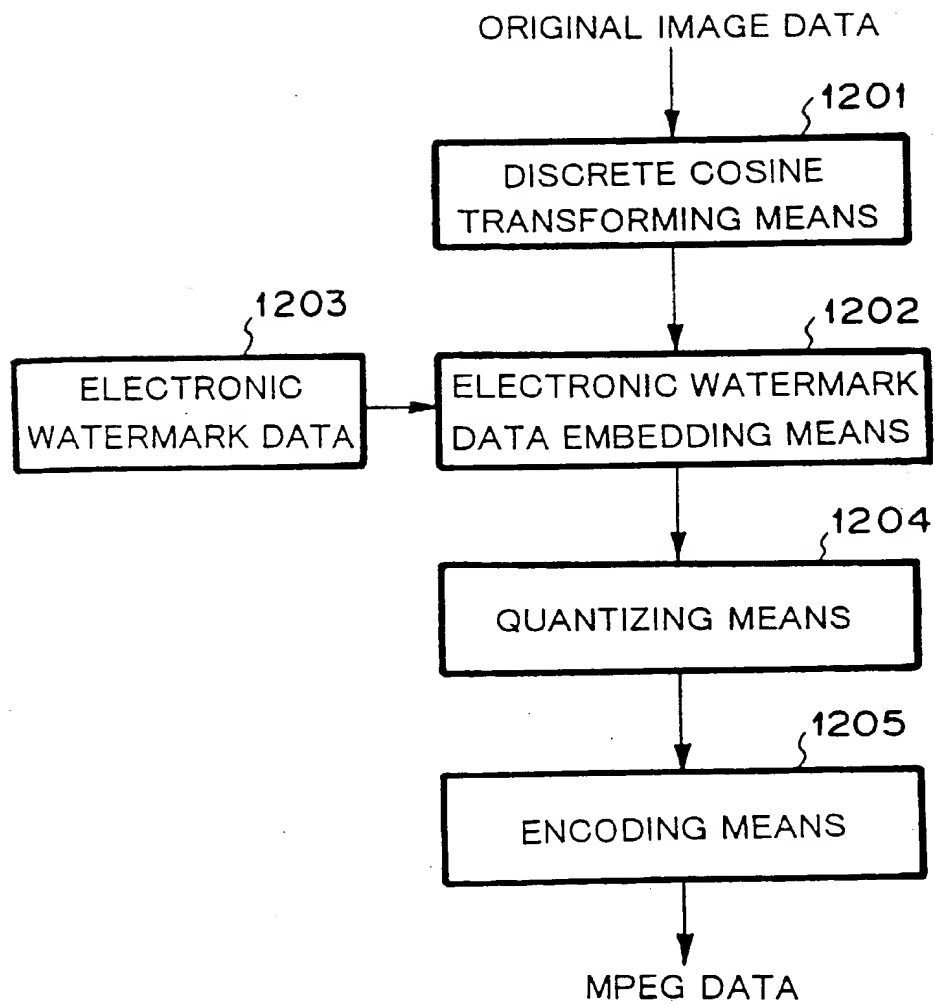 ORIGINAL IMAGE DATA
1201
DISCRETE COSINE
TRANSFORMING MEANS
1203
1202
ELECTRONIC
WATERMARK DATA
ELECTRONIC WATERMARK
DATA EMBEDDING MEANS
1204
QUANTIZING MEANS
1205
ENCODING MEANS
MPEG DATA